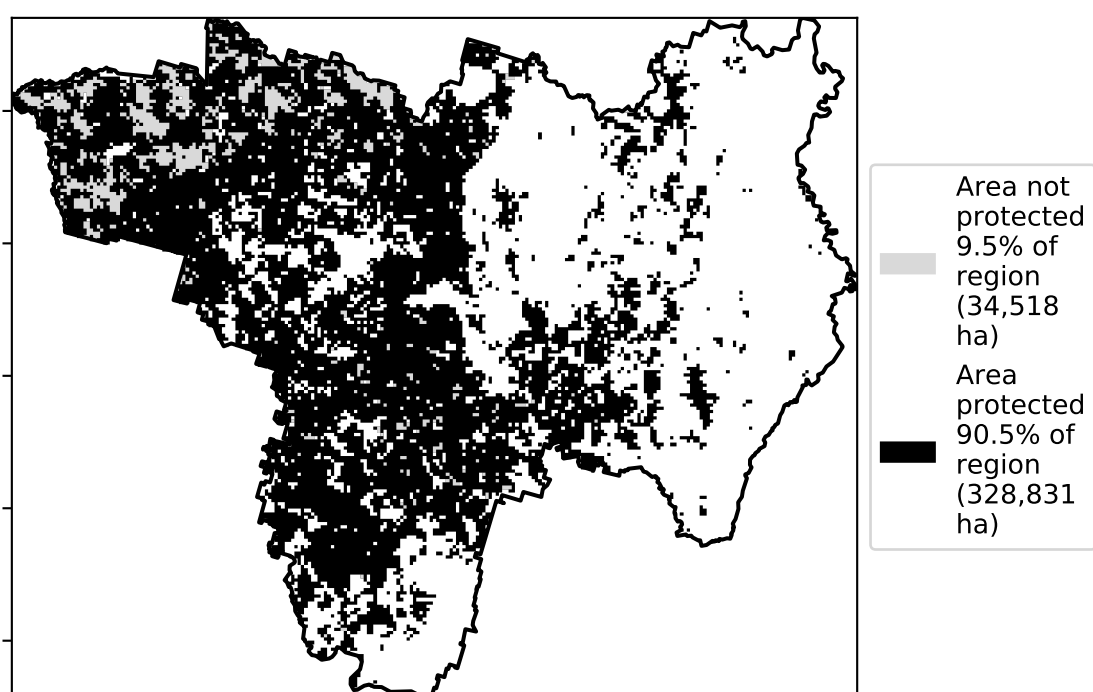 Area not
protected
9.5% of
region
(34,518
ha)
Area
protected
90.5% of
region
(328,831
ha)